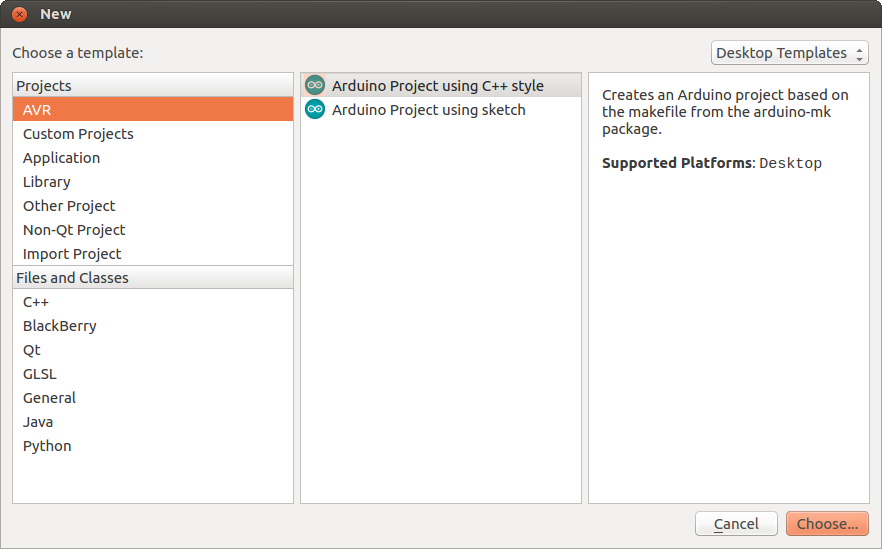 New
Choose a template:
Desktop Templates
Projects
AVR
Custom Projects
Application
Library
Other Project
Non-Qt Project
Import Project
Files and Classes
C++
BlackBerry
Qt
GLSL
General
Java
Python
Arduino Project using C++ style
Arduino Project using sketch
Creates an Arduino project based on
the makefile from the arduino-mk
package.
Supported Platforms: Desktop
Cancel
Choose...